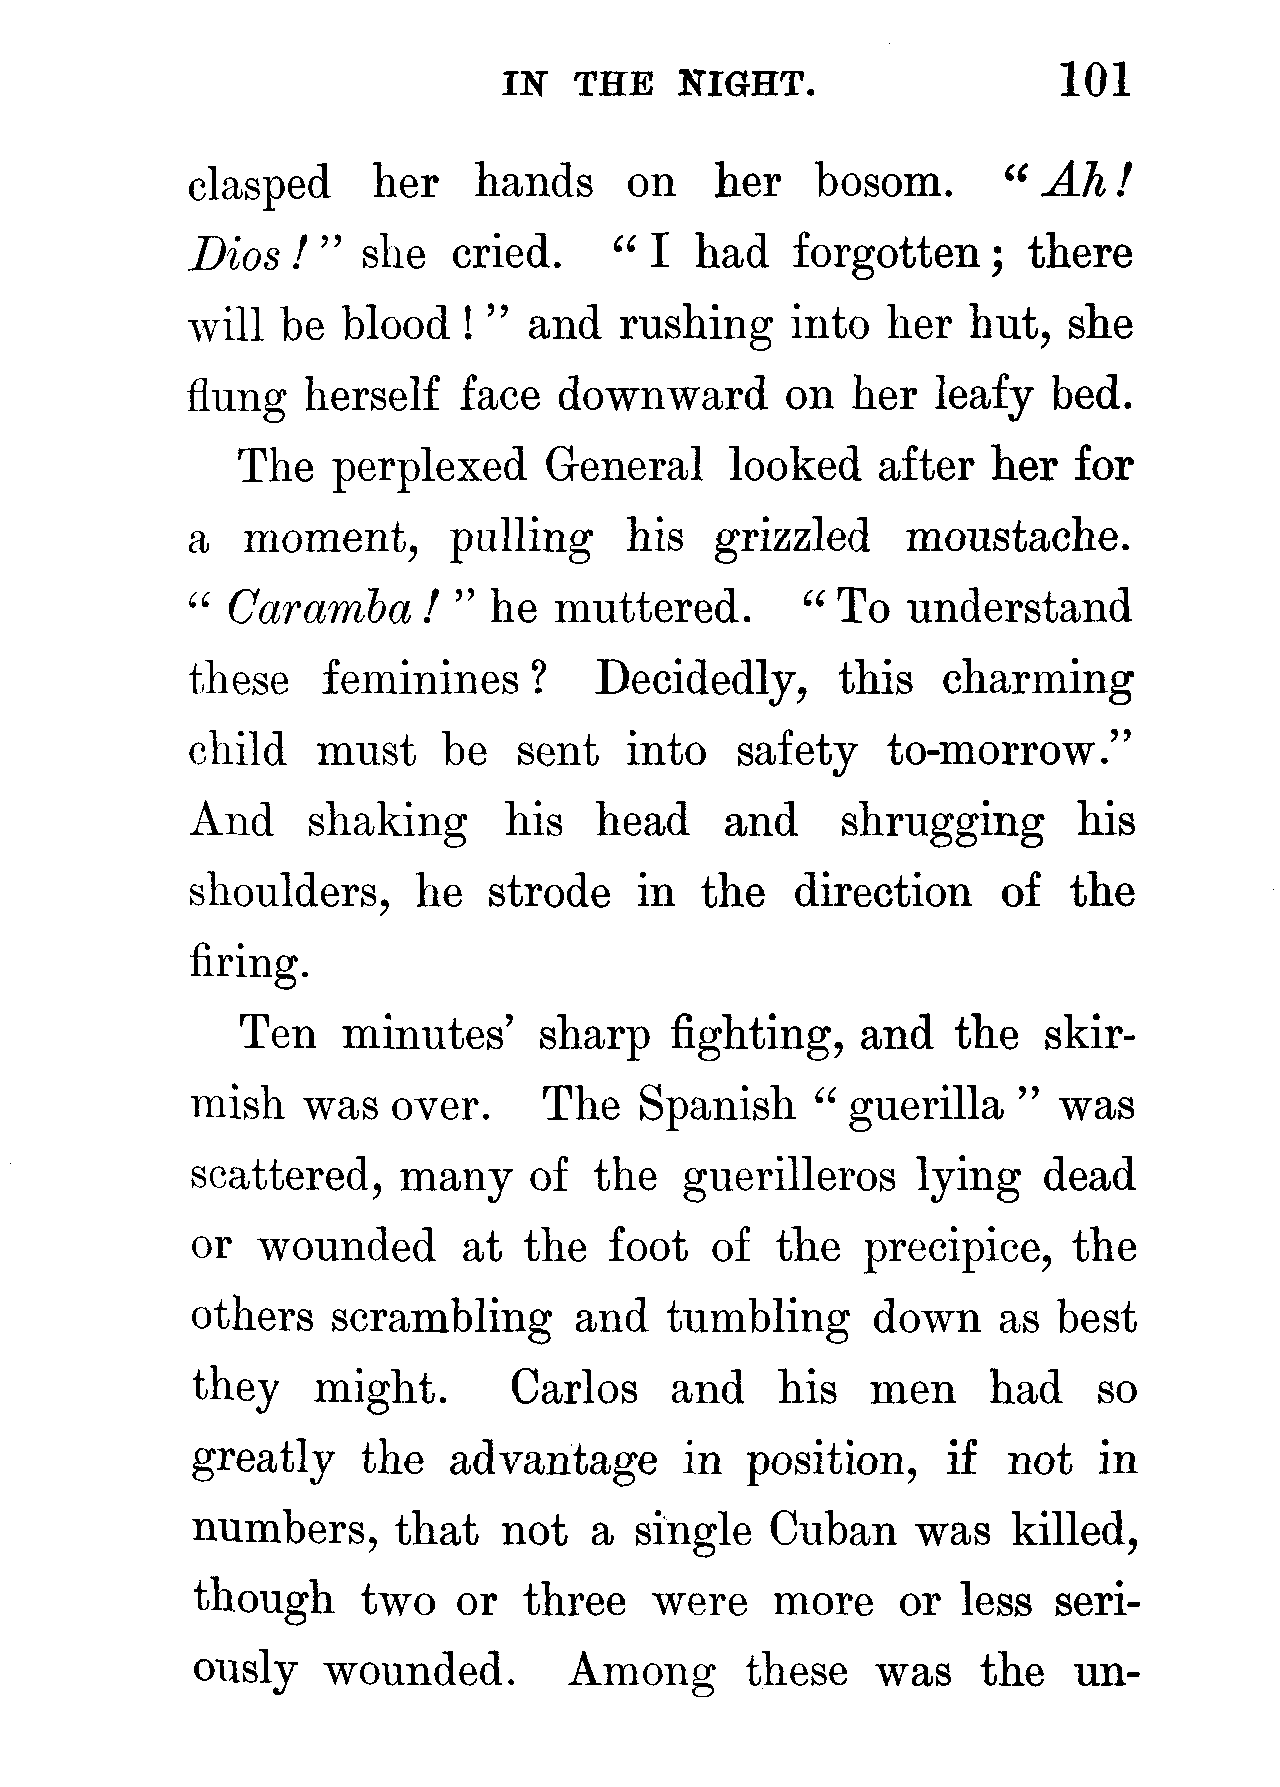 IN THE NIGHT. 101
clasped her hands on her bosom. “Ah!
Dios!” she cried. “I had forgotten; there
will be blood!” and rushing into her hut, she
flung herself face downward on her leafy bed.
The perplexed General looked after her for
a moment, pulling his grizzled moustache.
“Caramba!” he muttered. “To understand
these feminines? Decidedly, this charming
child must be sent into safety to-morrow.”
And shaking his head and shrugging his
shoulders, he strode in the direction of the
firing.
Ten minutes’ sharp fighting, and the skir-
mish was over. The Spanish “guerilla” was
scattered, many of the guerilleros lying dead
or wounded at the foot of the precipice, the
others scrambling and tumbling down as best
they might. Carlos and his men had so
greatly the advantage in position, if not in
numbers, that not a single Cuban was killed,
though two or three were more or less seri-
ously wounded. Among these was the un-